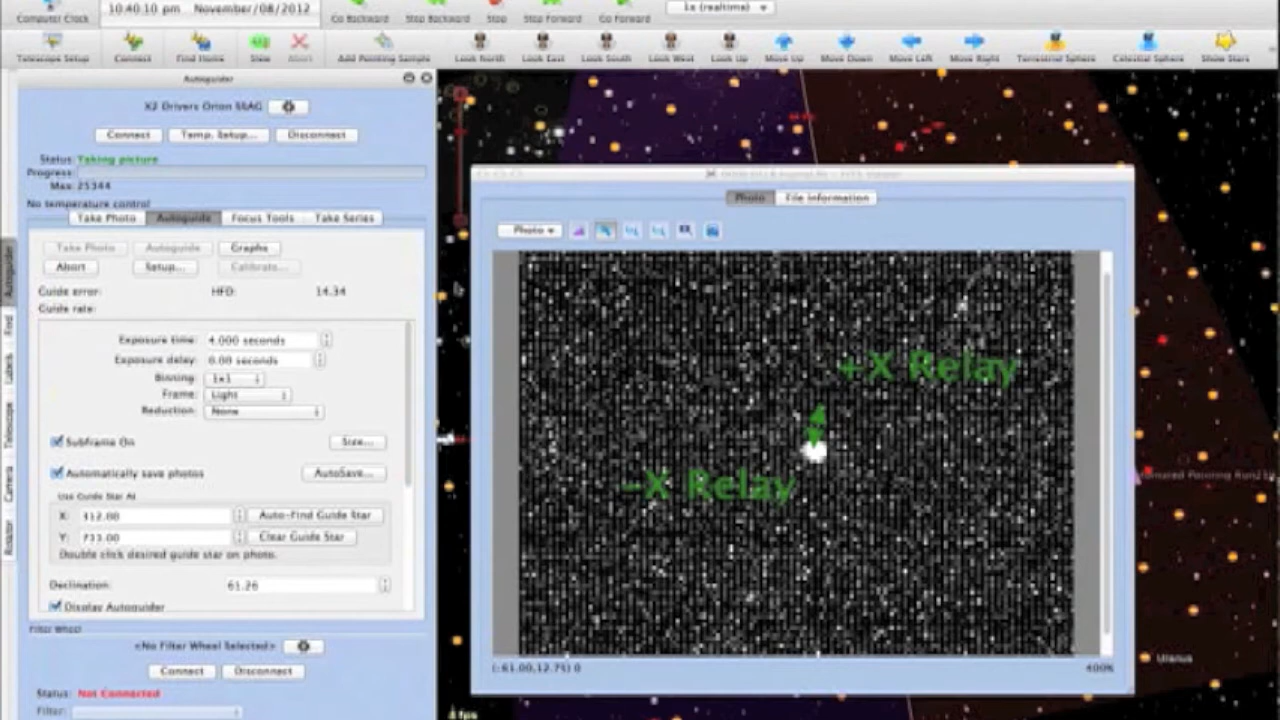 10:40:10 pm November/08/2012
1x (realtime)
Computer Clock Go Backward Step Backward Stop Step Forward Go Forward
Telescope Setup Connect Find Home Slew Abort Add Pointing Sample Look North Look East Look South Look West Look Up Move Up Move Down Move Left Move Right Terrestrial Sphere Celestial Sphere Show Stars
Autoguider
X2 Drivers Orion SSAG
Connect Temp. Setup... Disconnect
Status: Taking picture
Progress:
Max: 25344
No temperature control
Take Photo Autoguide Focus Tools Take Series
Take Photo Autoguide Graphs
Abort Setup... Calibrate...
Guide error: HFD: 14.34
Guide rate:
Exposure time: 4.000 seconds
Exposure delay: 0.00 seconds
Binning: 1x1
Frame: Light
Reduction: None
Subframe On Size...
Automatically save photos AutoSave...
Use Guide Star At
X: 312.00 Auto-Find Guide Star
Y: 733.00 Clear Guide Star
Double click desired guide star on photo.
Declination: 61.26
Display Autoguider
Filter Wheel
<No Filter Wheel Selected>
Connect Disconnect
Status: Not Connected
Filter:
Autoguider
Find
Labels
Telescope
Camera
Rotator
Photo File Information
Photo
+X Relay
-X Relay
400%
Uranus